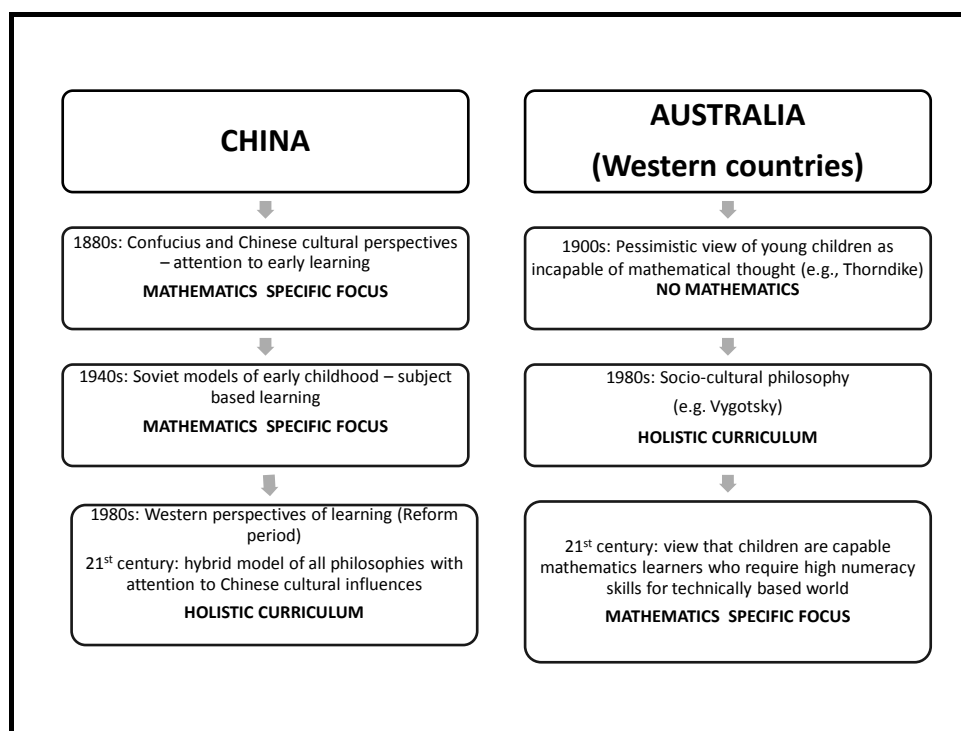 CHINA
1880s: Confucius and Chinese cultural perspectives
– attention to early learning
MATHEMATICS SPECIFIC FOCUS
1940s: Soviet models of early childhood – subject
based learning
MATHEMATICS SPECIFIC FOCUS
1980s: Western perspectives of learning (Reform
period)
21st century: hybrid model of all philosophies with
attention to Chinese cultural influences
HOLISTIC CURRICULUM
AUSTRALIA
(Western countries)
1900s: Pessimistic view of young children as
incapable of mathematical thought (e.g., Thorndike)
NO MATHEMATICS
1980s: Socio-cultural philosophy
(e.g. Vygotsky)
HOLISTIC CURRICULUM
21st century: view that children are capable
mathematics learners who require high numeracy
skills for technically based world
MATHEMATICS SPECIFIC FOCUS